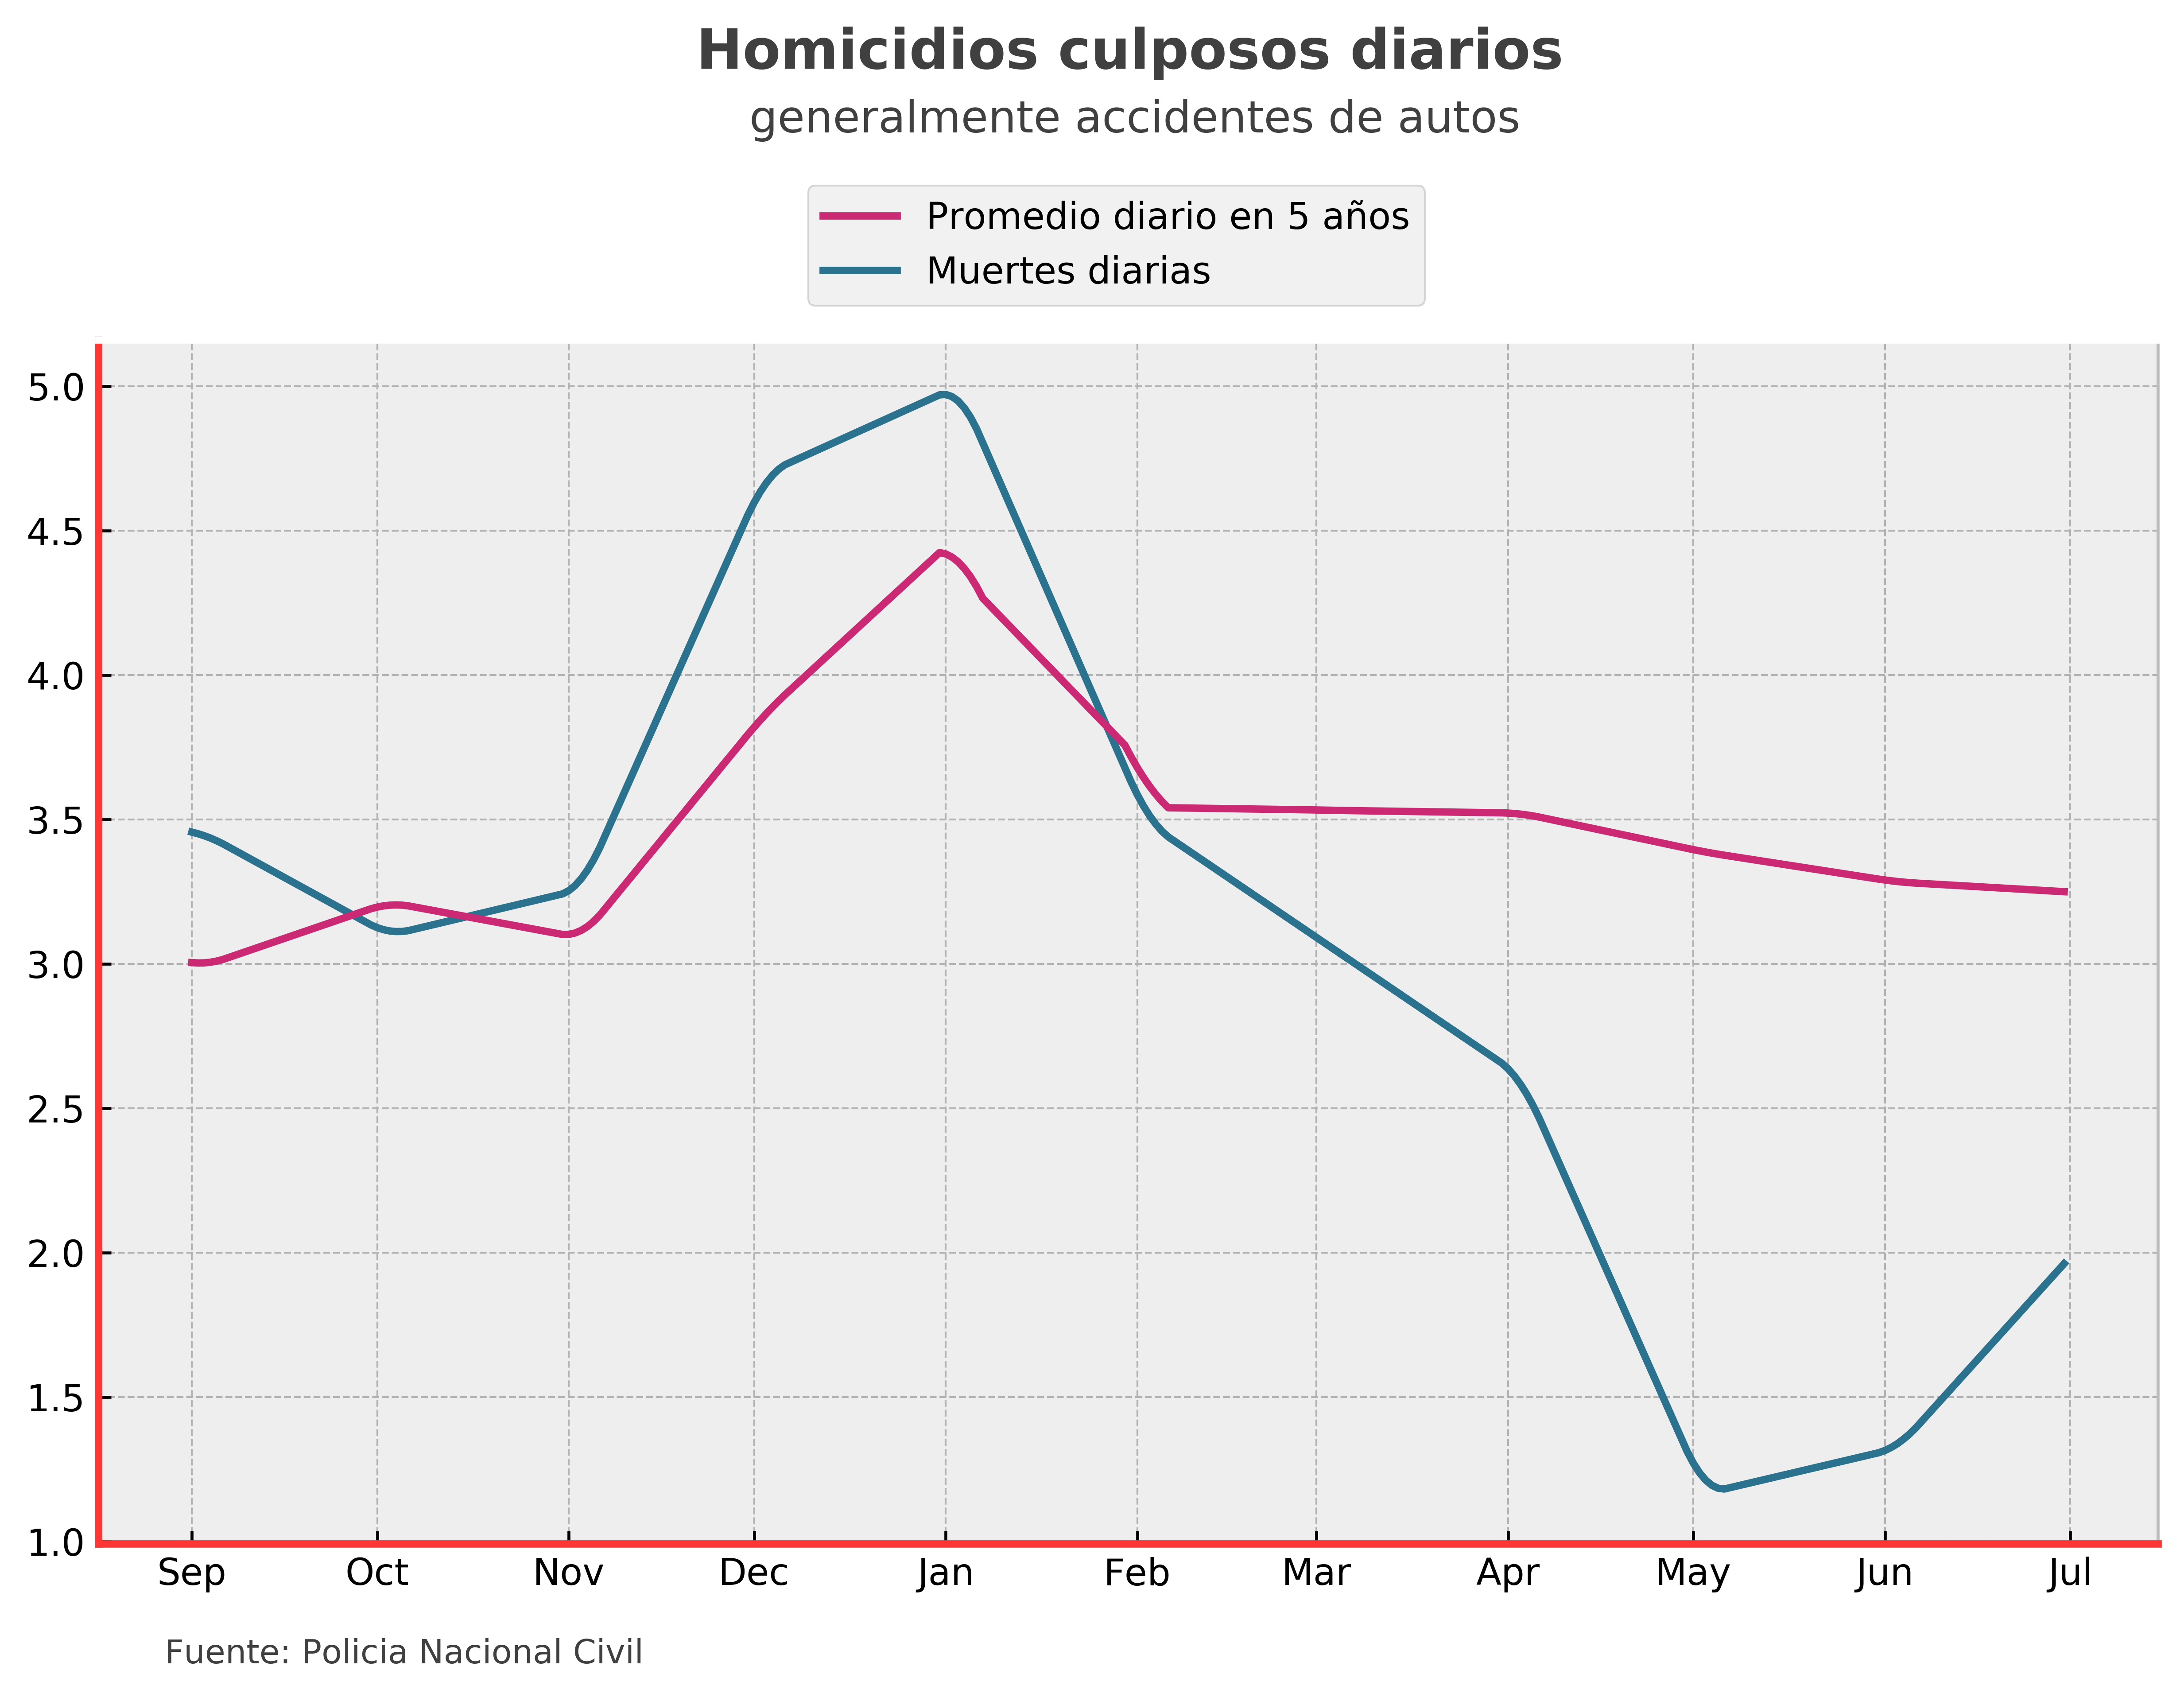 Homicidios culposos diarios
generalmente accidentes de autos
Promedio diario en 5 años
Muertes diarias
5.0
4.5
4.0
3.5
3.0
2.5
2.0
1.5
1.0
Sep Oct Nov Dec Jan Feb Mar Apr May Jun Jul
Fuente: Policia Nacional Civil